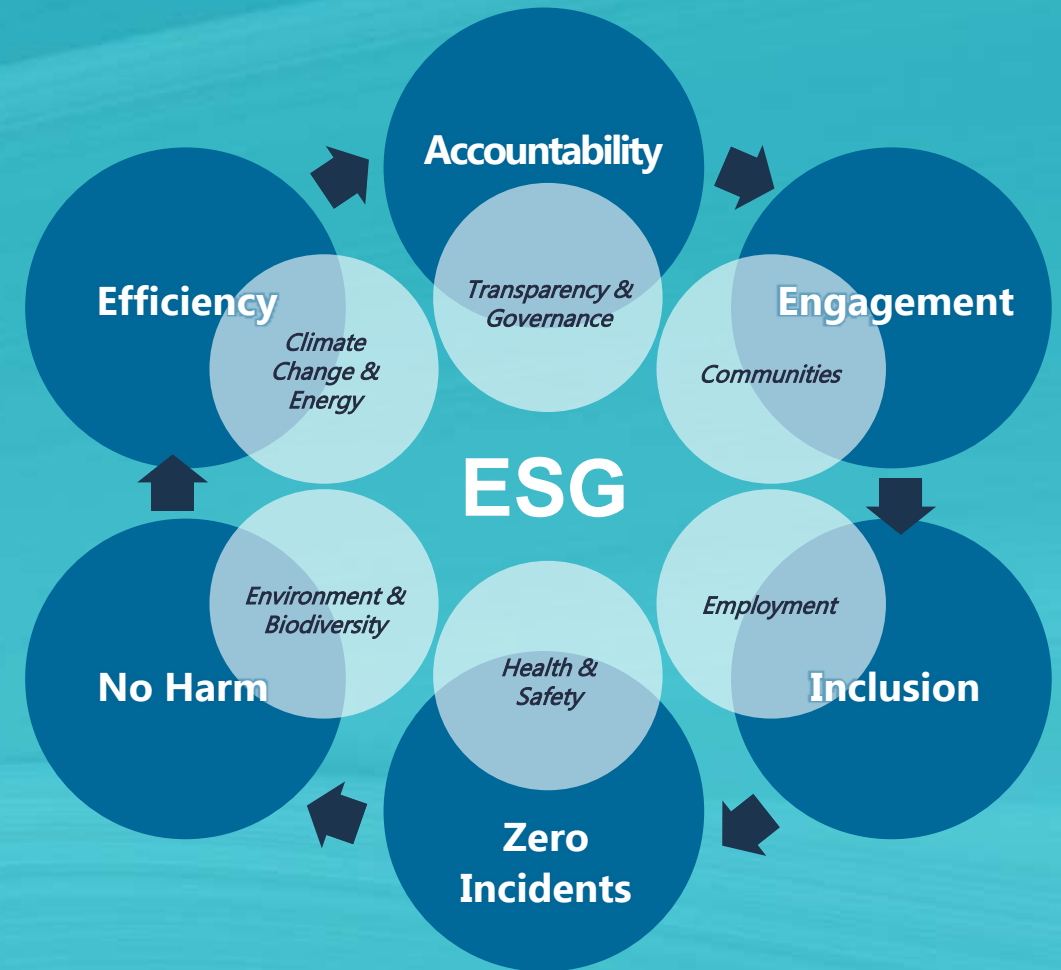 Accountability
Transparency &
Governance
Engagement
Communities
Inclusion
Employment
Zero
Incidents
Health &
Safety
No Harm
Environment &
Biodiversity
Efficiency
Climate
Change &
Energy
ESG